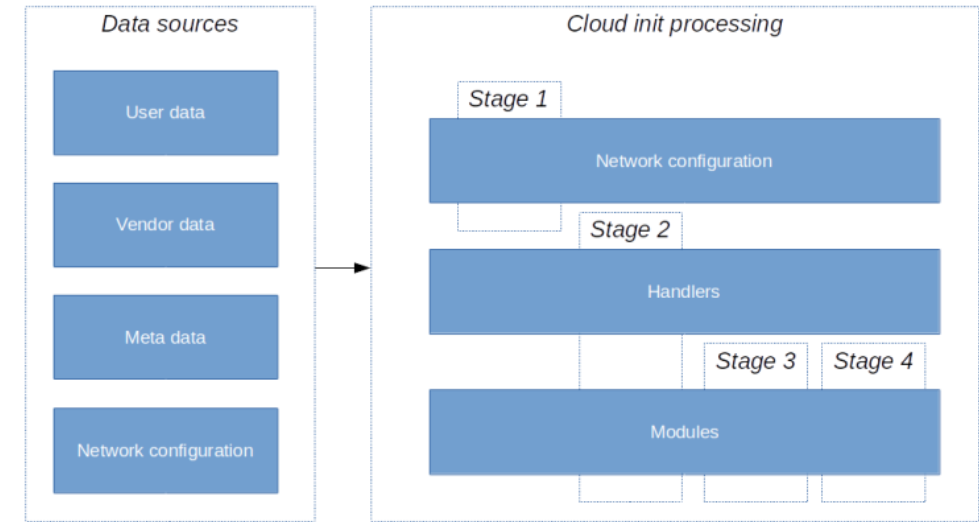 Data sources
User data
Vendor data
Meta data
Network configuration
Cloud init processing
Stage 1
Network configuration
Stage 2
Handlers
Stage 3
Stage 4
Modules